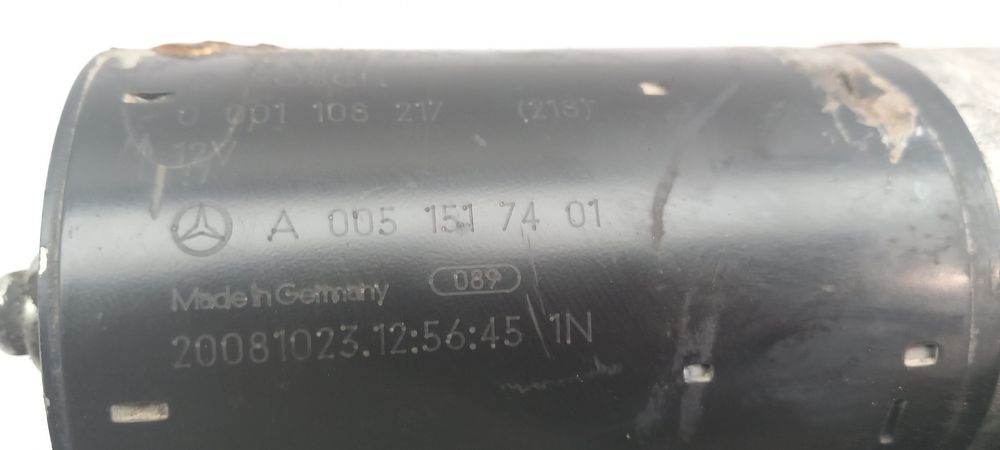 BOSCH
0 001 108 217 (218)
12V
A 005 151 74 01
Made in Germany 089
20081023.12:56:45 1N